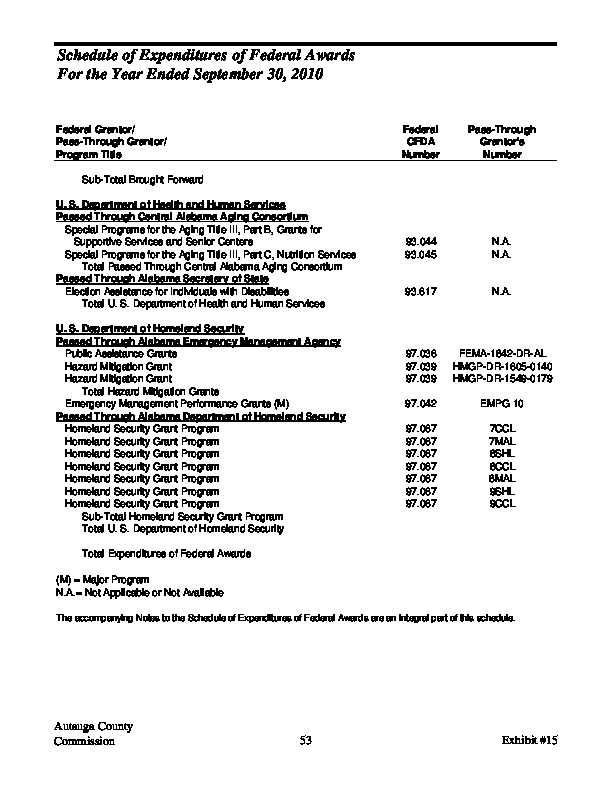 Schedule of Expenditures of Federal Awards
For the Year Ended September 30, 2010
Federal Grantor/ Federal Pass-Through
Pass-Through Grantor/ CFDA Grantor's
Program Title Number Number
Sub-Total Brought Forward
U. S. Department of Health and Human Services
Passed Through Central Alabama Aging Consortium
Special Programs for the Aging Title III, Part B, Grants for
Supportive Services and Senior Centers 93.044 N.A.
Special Programs for the Aging Title III, Part C, Nutrition Services 93.045 N.A.
Total Passed Through Central Alabama Aging Consortium
Passed Through Alabama Secretary of State
Election Assistance for Individuals with Disabilities 93.617 N.A.
Total U. S. Department of Health and Human Services
U. S. Department of Homeland Security
Passed Through Alabama Emergency Management Agency
Public Assistance Grants 97.036 FEMA-1842-DR-AL
Hazard Mitigation Grant 97.039 HMGP-DR-1605-0140
Hazard Mitigation Grant 97.039 HMGP-DR-1549-0179
Total Hazard Mitigation Grants
Emergency Management Performance Grants (M) 97.042 EMPG 10
Passed Through Alabama Department of Homeland Security
Homeland Security Grant Program 97.067 7CCL
Homeland Security Grant Program 97.067 7MAL
Homeland Security Grant Program 97.067 8SHL
Homeland Security Grant Program 97.067 8CCL
Homeland Security Grant Program 97.067 8MAL
Homeland Security Grant Program 97.067 9SHL
Homeland Security Grant Program 97.067 9CCL
Sub-Total Homeland Security Grant Program
Total U. S. Department of Homeland Security
Total Expenditures of Federal Awards
(M) = Major Program
N.A.= Not Applicable or Not Available
The accompanying Notes to the Schedule of Expenditures of Federal Awards are an integral part of this schedule.
Autauga County
Commission 53 Exhibit #15